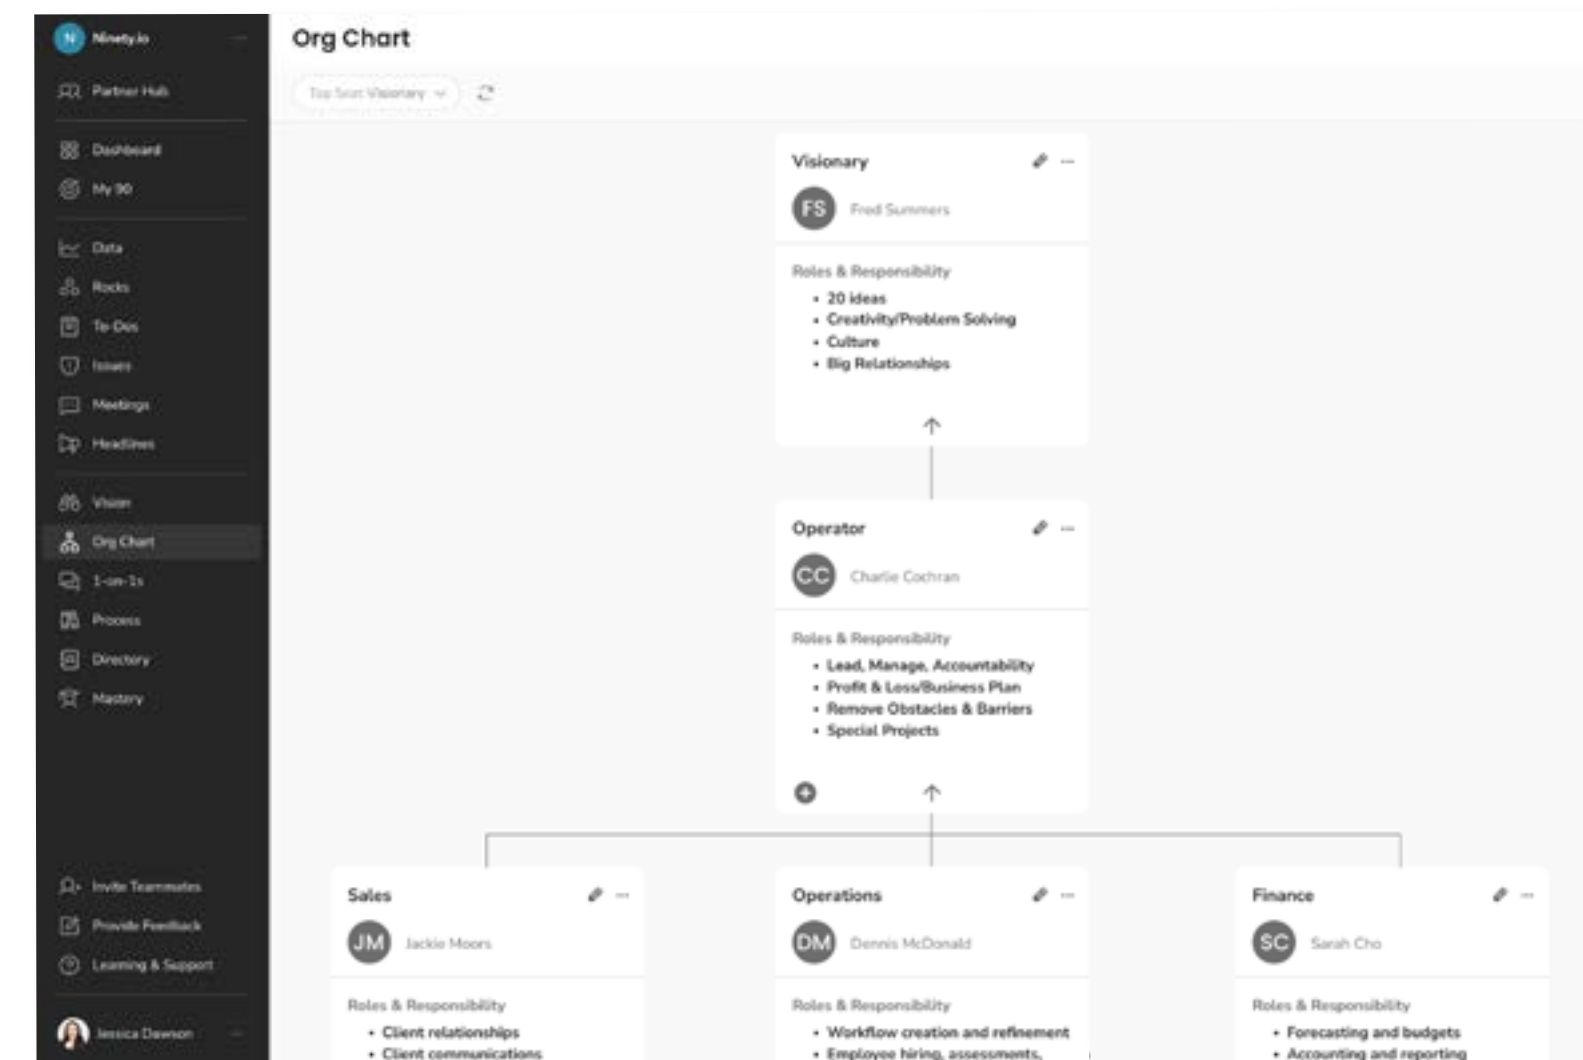 N Ninety.io
Partner Hub
Dashboard
My 90
Data
Rocks
To-Dos
Issues
Meetings
Headlines
Vision
Org Chart
1-on-1s
Process
Directory
Mastery
Invite Teammates
Provide Feedback
Learning & Support
Jessica Dawson
Org Chart
Top Seat: Visionary
Visionary
FS Fred Summers
Roles & Responsibility
• 20 ideas
• Creativity/Problem Solving
• Culture
• Big Relationships
Operator
CC Charlie Cochran
Roles & Responsibility
• Lead, Manage, Accountability
• Profit & Loss/Business Plan
• Remove Obstacles & Barriers
• Special Projects
Sales
JM Jackie Moors
Roles & Responsibility
• Client relationships
• Client communications
Operations
DM Dennis McDonald
Roles & Responsibility
• Workflow creation and refinement
• Employee hiring, assessments,
Finance
SC Sarah Cho
Roles & Responsibility
• Forecasting and budgets
• Accounting and reporting